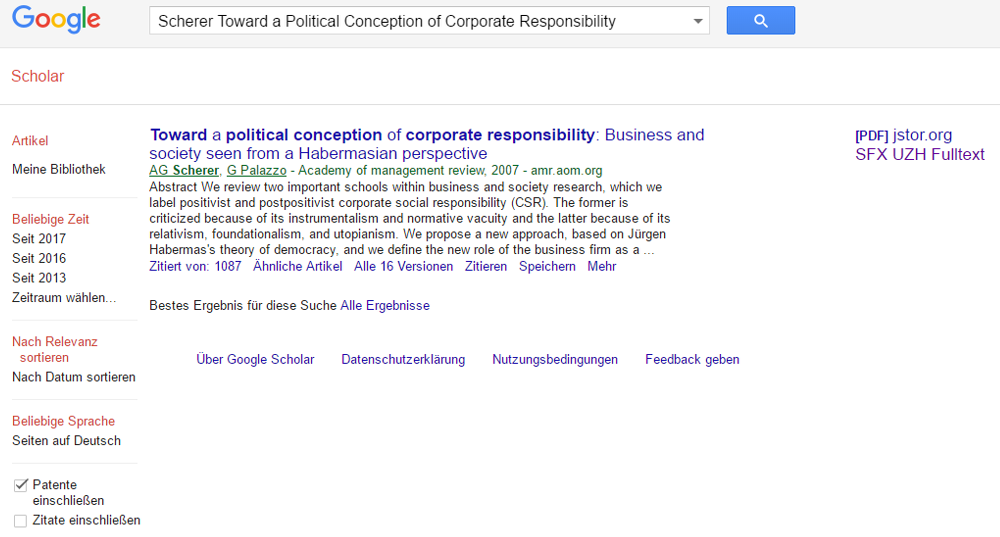 Google
Scherer Toward a Political Conception of Corporate Responsibility
Scholar
Artikel
Meine Bibliothek
Beliebige Zeit
Seit 2017
Seit 2016
Seit 2013
Zeitraum wählen...
Nach Relevanz
sortieren
Nach Datum sortieren
Beliebige Sprache
Seiten auf Deutsch
Patente
einschließen
Zitate einschließen
Toward a political conception of corporate responsibility: Business and
society seen from a Habermasian perspective
AG Scherer, G Palazzo - Academy of management review, 2007 - amr.aom.org
Abstract We review two important schools within business and society research, which we
label positivist and postpositivist corporate social responsibility (CSR). The former is
criticized because of its instrumentalism and normative vacuity and the latter because of its
relativism, foundationalism, and utopianism. We propose a new approach, based on Jürgen
Habermas's theory of democracy, and we define the new role of the business firm as a ...
Zitiert von: 1087 Ähnliche Artikel Alle 16 Versionen Zitieren Speichern Mehr
[PDF] jstor.org
SFX UZH Fulltext
Bestes Ergebnis für diese Suche Alle Ergebnisse
Über Google Scholar Datenschutzerklärung Nutzungsbedingungen Feedback geben